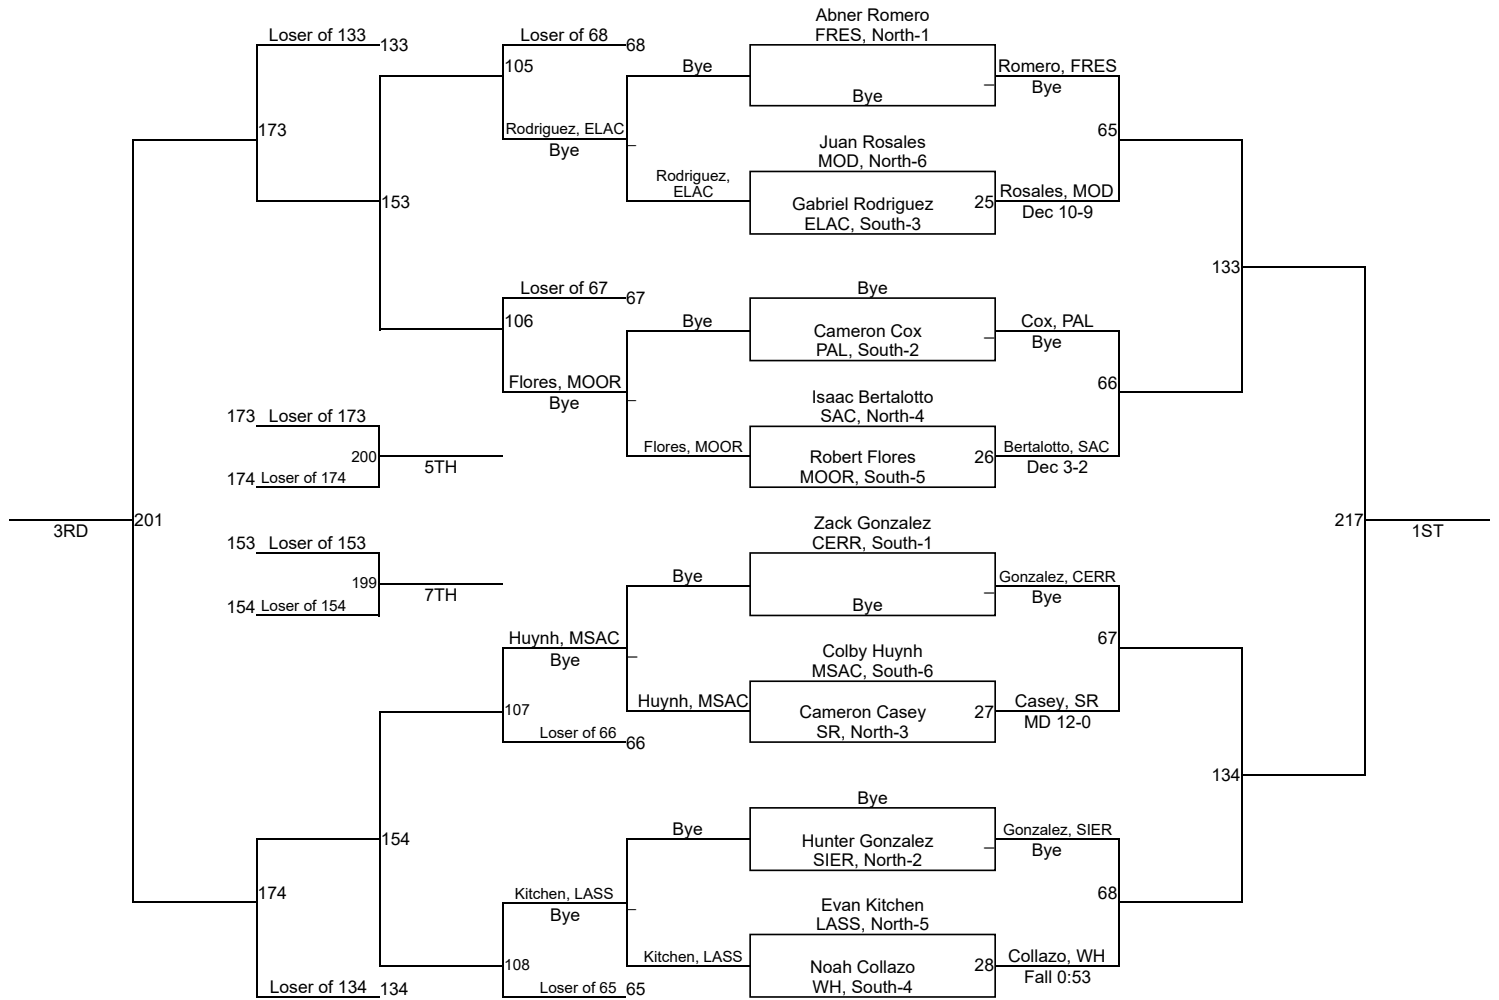 Abner Romero
FRES, North-1
Loser of 133
133
Loser of 68
68
105
Bye
Romero, FRES
Bye
Bye
Rodriguez, ELAC
Bye
173
65
Juan Rosales
MOD, North-6
Rodriguez,
ELAC
Gabriel Rodriguez
ELAC, South-3
25
Rosales, MOD
Dec 10-9
153
133
Loser of 67
67
Bye
106
Bye
Cameron Cox
PAL, South-2
Cox, PAL
Bye
Flores, MOOR
Bye
66
Isaac Bertalotto
SAC, North-4
173
Loser of 173
200
5TH
174
Loser of 174
Flores, MOOR
Robert Flores
MOOR, South-5
26
Bertalotto, SAC
Dec 3-2
201
3RD
217
1ST
Zack Gonzalez
CERR, South-1
153
Loser of 153
199
7TH
154
Loser of 154
Bye
Bye
Gonzalez, CERR
Bye
Huynh, MSAC
Bye
67
Colby Huynh
MSAC, South-6
Huynh, MSAC
Cameron Casey
SR, North-3
27
Casey, SR
MD 12-0
107
Loser of 66
66
134
Bye
154
Bye
Hunter Gonzalez
SIER, North-2
Gonzalez, SIER
Bye
174
Kitchen, LASS
Bye
68
Evan Kitchen
LASS, North-5
Kitchen, LASS
Noah Collazo
WH, South-4
28
Collazo, WH
Fall 0:53
108
Loser of 134
134
Loser of 65
65